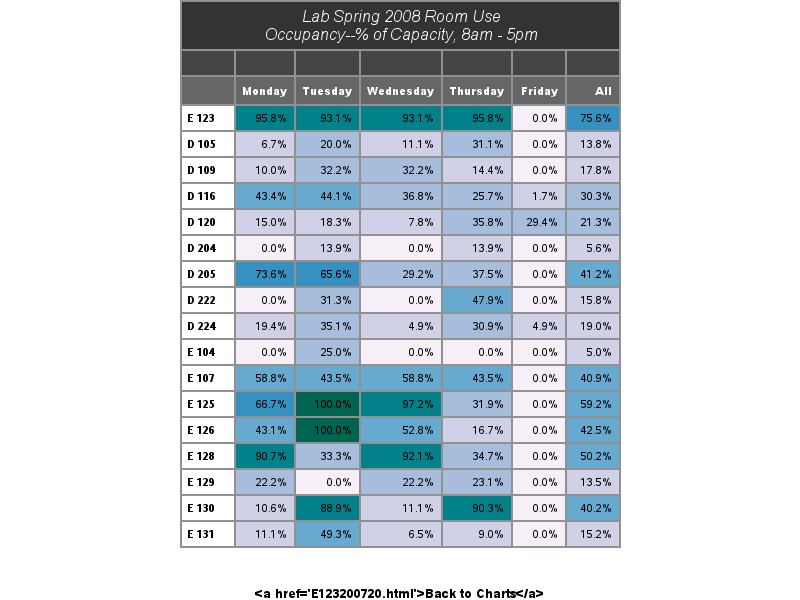 Lab Spring 2008 Room Use
Occupancy--% of Capacity, 8am - 5pm
Monday Tuesday Wednesday Thursday Friday All
E 123 95.8% 93.1% 93.1% 95.8% 0.0% 75.6%
D 105 6.7% 20.0% 11.1% 31.1% 0.0% 13.8%
D 109 10.0% 32.2% 32.2% 14.4% 0.0% 17.8%
D 116 43.4% 44.1% 36.8% 25.7% 1.7% 30.3%
D 120 15.0% 18.3% 7.8% 35.8% 29.4% 21.3%
D 204 0.0% 13.9% 0.0% 13.9% 0.0% 5.6%
D 205 73.6% 65.6% 29.2% 37.5% 0.0% 41.2%
D 222 0.0% 31.3% 0.0% 47.9% 0.0% 15.8%
D 224 19.4% 35.1% 4.9% 30.9% 4.9% 19.0%
E 104 0.0% 25.0% 0.0% 0.0% 0.0% 5.0%
E 107 58.8% 43.5% 58.8% 43.5% 0.0% 40.9%
E 125 66.7% 100.0% 97.2% 31.9% 0.0% 59.2%
E 126 43.1% 100.0% 52.8% 16.7% 0.0% 42.5%
E 128 90.7% 33.3% 92.1% 34.7% 0.0% 50.2%
E 129 22.2% 0.0% 22.2% 23.1% 0.0% 13.5%
E 130 10.6% 88.9% 11.1% 90.3% 0.0% 40.2%
E 131 11.1% 49.3% 6.5% 9.0% 0.0% 15.2%
<a href='E123200720.html'>Back to Charts</a>